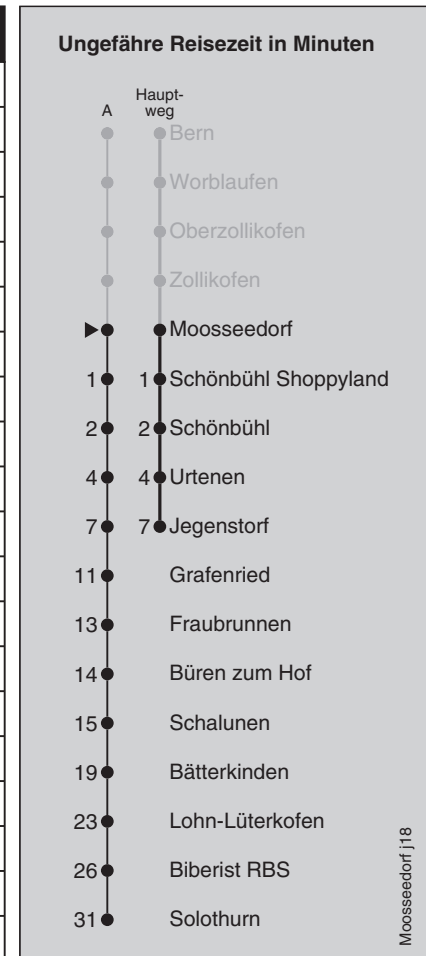 Ungefähre Reisezeit in Minuten
A Haupt-
weg
Bern
Worblaufen
Oberzollikofen
Zollikofen
Moosseedorf
1 1 Schönbühl Shoppyland
2 2 Schönbühl
4 4 Urtenen
7 7 Jegenstorf
11 Grafenried
13 Fraubrunnen
14 Büren zum Hof
15 Schalunen
19 Bätterkinden
23 Lohn-Lüterkofen
26 Biberist RBS
31 Solothurn
Moosseedorf j18